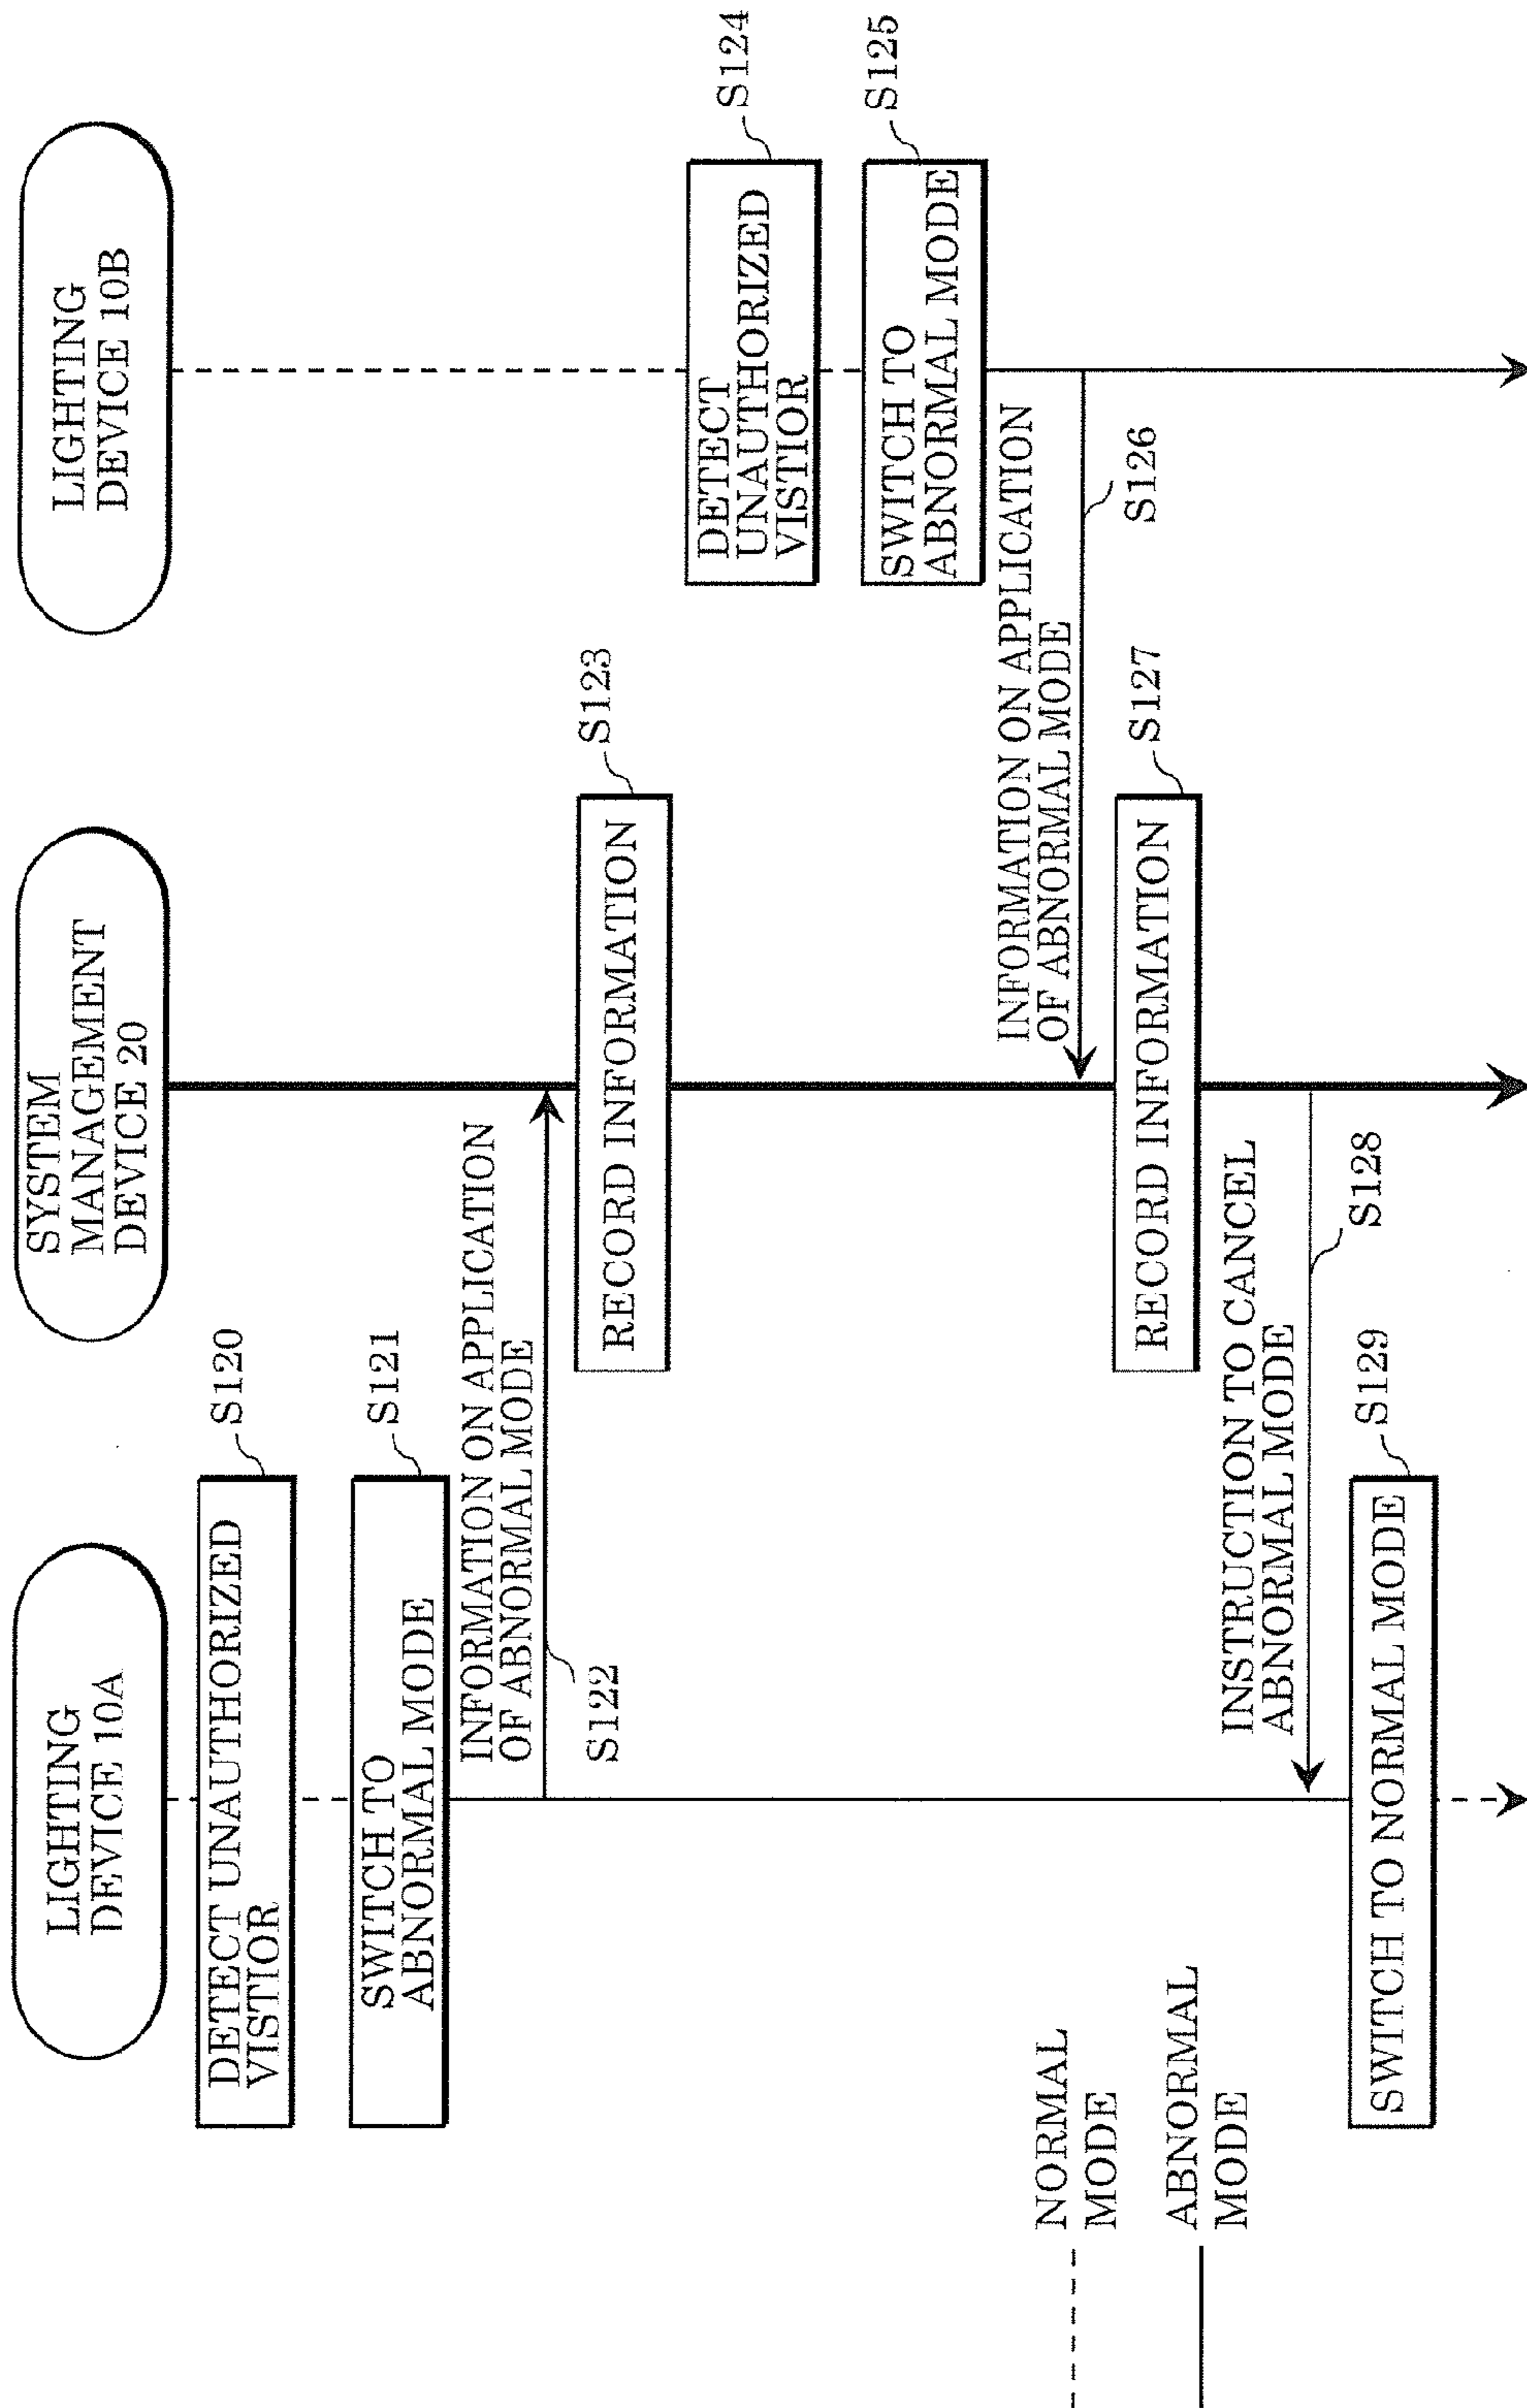 LIGHTING
DEVICE 10A
SYSTEM
MANAGEMENT
DEVICE 20
LIGHTING
DEVICE 10B
DETECT UNAUTHORIZED
VISTIOR
S120
SWITCH TO
ABNORMAL MODE
S121
INFORMATION ON APPLICATION
OF ABNORMAL MODE
S122
RECORD INFORMATION
S123
DETECT
UNAUTHORIZED
VISTIOR
S124
SWITCH TO
ABNORMAL MODE
S125
INFORMATION ON APPLICATION
OF ABNORMAL MODE
S126
RECORD INFORMATION
S127
INSTRUCTION TO CANCEL
ABNORMAL MODE
S128
SWITCH TO NORMAL MODE
S129
NORMAL
MODE
ABNORMAL
MODE